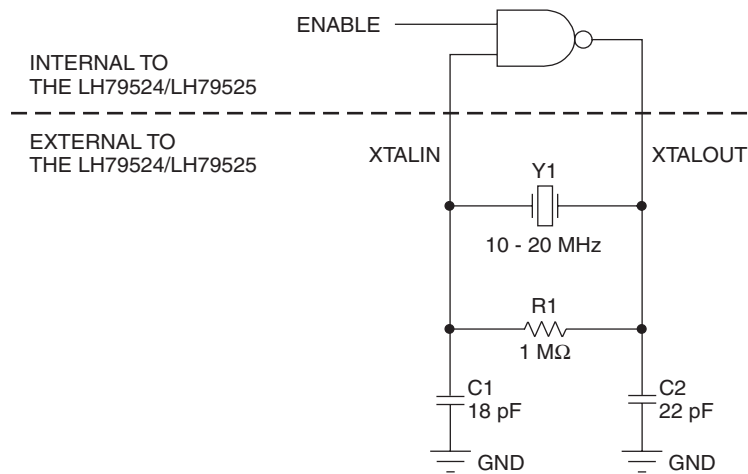 ENABLE
INTERNAL TO
THE LH79524/LH79525
EXTERNAL TO
THE LH79524/LH79525
XTALIN
XTALOUT
Y1
10 - 20 MHz
R1
1 MΩ
C1
18 pF
C2
22 pF
GND
GND